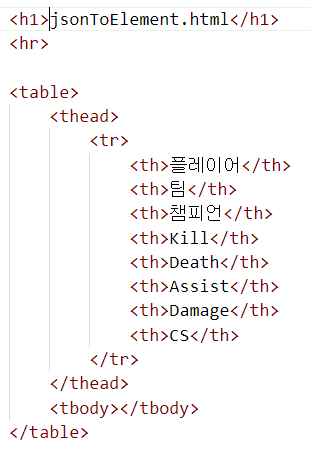 <h1>jsonToElement.html</h1>
<hr>
<table>
<thead>
<tr>
<th>플레이어</th>
<th>팀</th>
<th>챔피언</th>
<th>Kill</th>
<th>Death</th>
<th>Assist</th>
<th>Damage</th>
<th>CS</th>
</tr>
</thead>
<tbody></tbody>
</table>